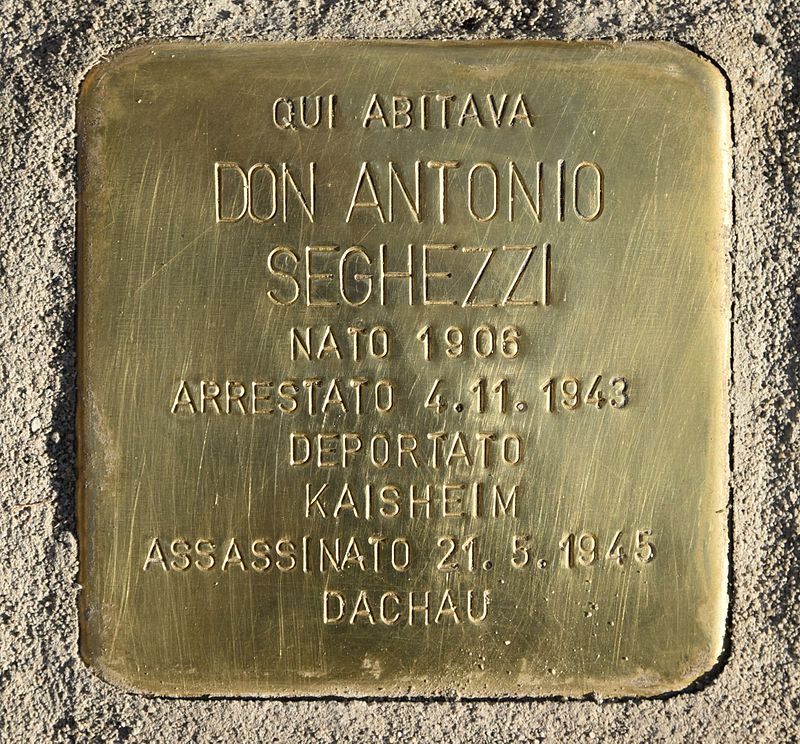 QUI ABITAVA
DON ANTONIO
SEGHEZZI
NATO 1906
ARRESTATO 4.11.1943
DEPORTATO
KAISHEIM
ASSASSINATO 21.5.1945
DACHAU